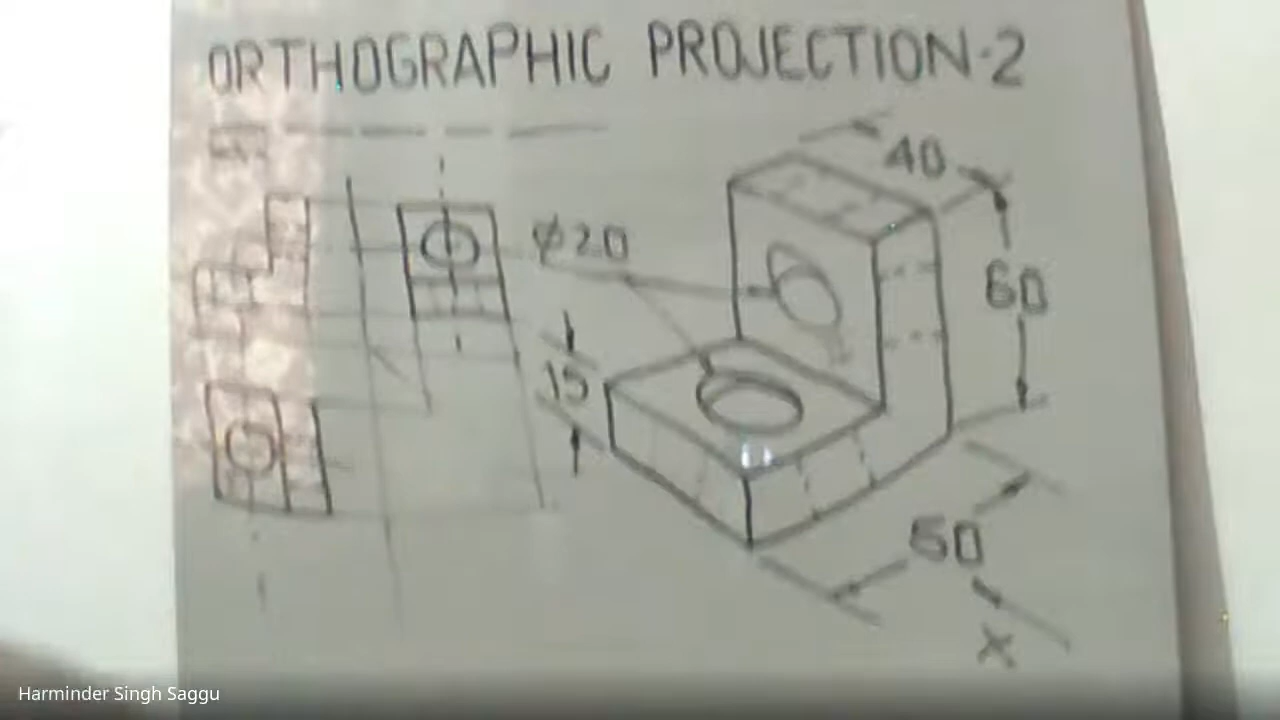 ORTHOGRAPHIC PROJECTION-2
40
φ20
60
15
50
X
Harminder Singh Saggu